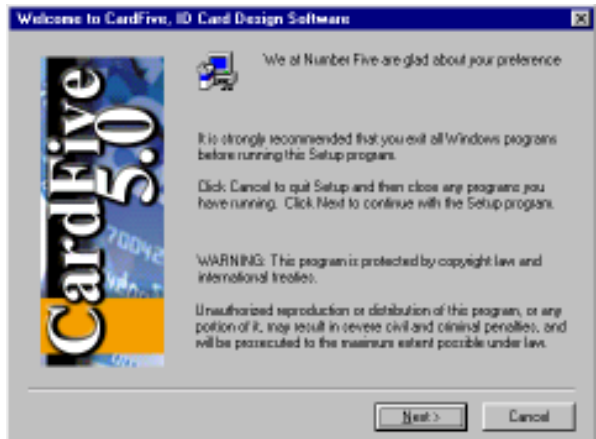 Welcome to CardFive, ID Card Design Software
We at Number Five are glad about your preference
CardFive
5.0
70042
It is strongly recommended that you exit all Windows programs
before running this Setup program.
Click Cancel to quit Setup and then close any programs you
have running. Click Next to continue with the Setup program.
WARNING: This program is protected by copyright law and
international treaties.
Unauthorized reproduction or distribution of this program, or any
portion of it, may result in severe civil and criminal penalties, and
will be prosecuted to the maximum extent possible under law.
Next >
Cancel